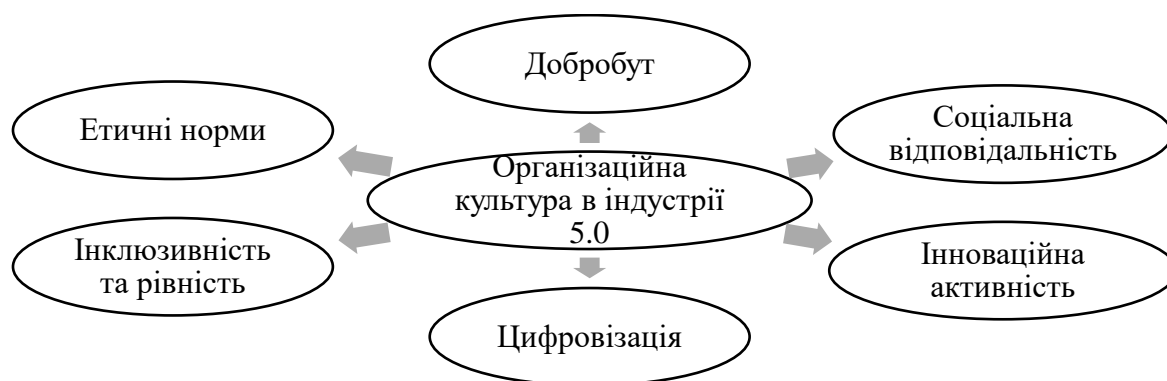 Добробут
Етичні норми
Соціальна
відповідальність
Організаційна
культура в індустрії
5.0
Інклюзивність
та рівність
Інноваційна
активність
Цифровізація